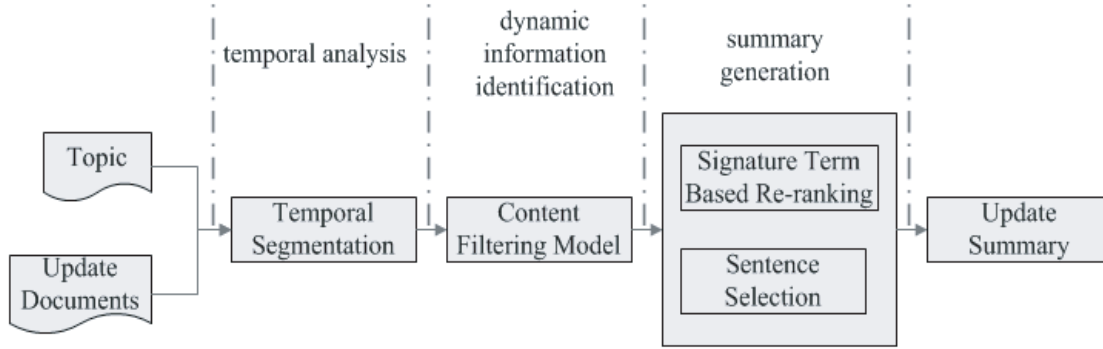 temporal analysis
dynamic
information
identification
summary
generation
Topic
Update
Documents
Temporal
Segmentation
Content
Filtering Model
Signature Term
Based Re-ranking
Sentence
Selection
Update
Summary